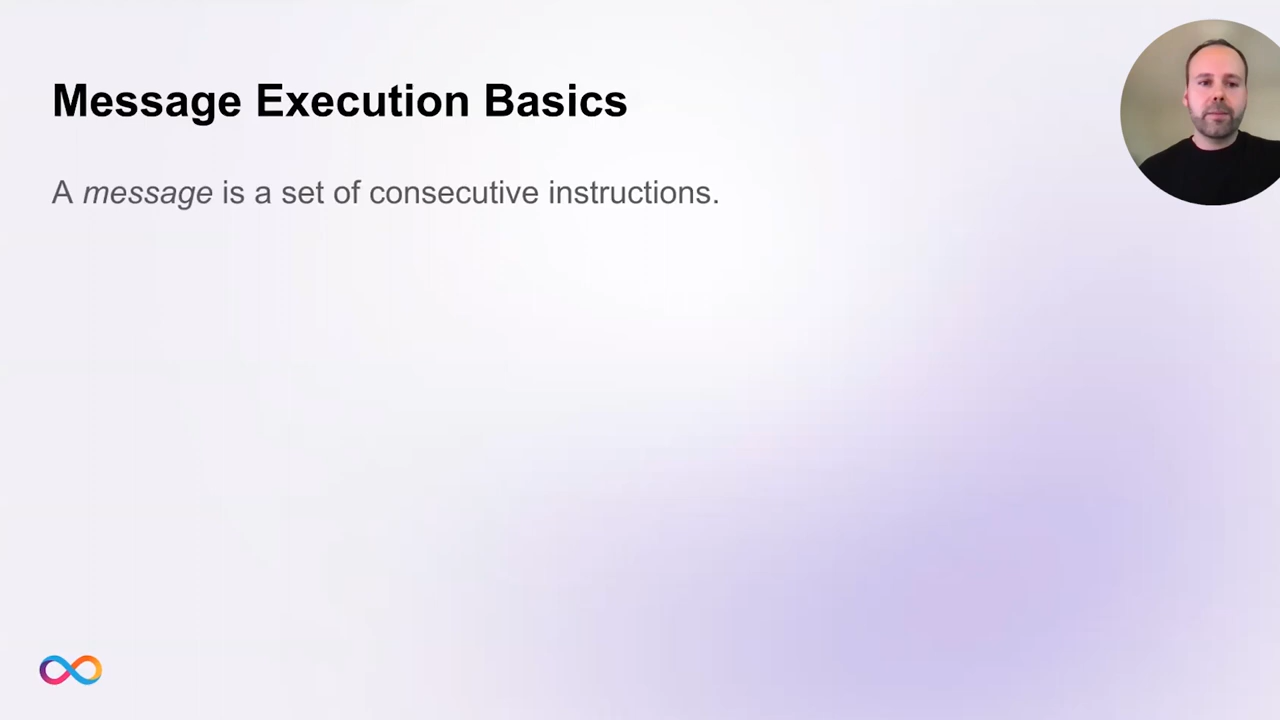 Message Execution Basics
A message is a set of consecutive instructions.